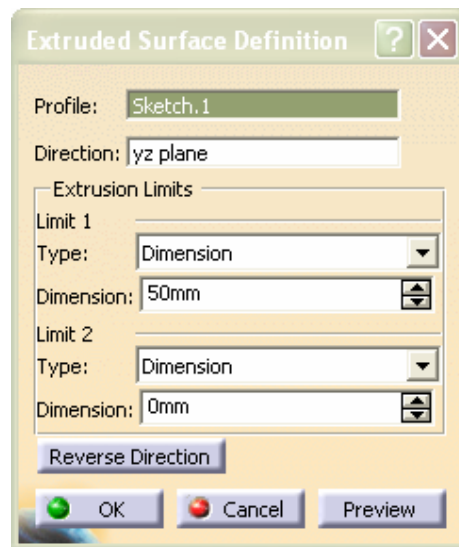 Extruded Surface Definition ?
Profile: Sketch.1
Direction: yz plane
Extrusion Limits
Limit 1
Type: Dimension
Dimension: 50mm
Limit 2
Type: Dimension
Dimension: 0mm
Reverse Direction
OK Cancel Preview